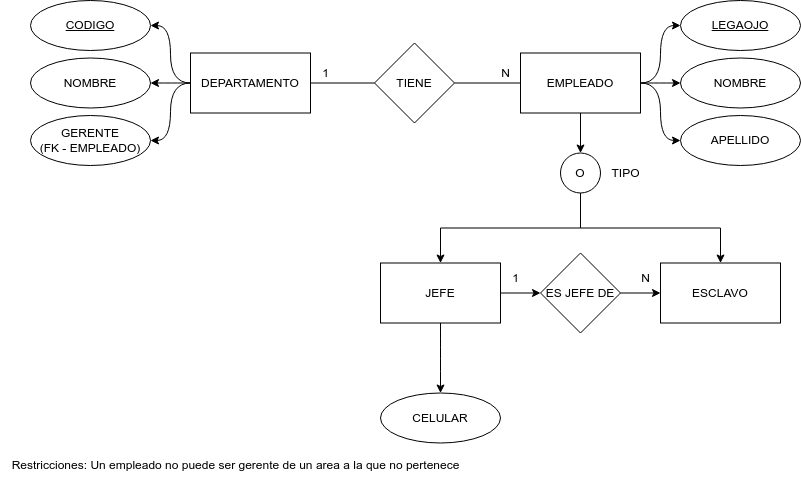 CODIGO
LEGAOJO
DEPARTAMENTO
1
TIENE
N
EMPLEADO
NOMBRE
NOMBRE
GERENTE
(FK - EMPLEADO)
APELLIDO
O
TIPO
JEFE
1
ES JEFE DE
N
ESCLAVO
CELULAR
Restricciones: Un empleado no puede ser gerente de un area a la que no pertenece